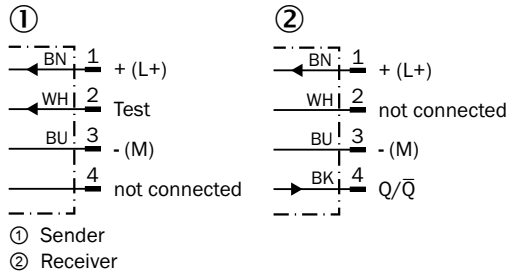 ① ②
BN 1 + (L+) BN 1 + (L+)
WH 2 Test WH 2 not connected
BU 3 - (M) BU 3 - (M)
4 not connected BK 4 Q/Q̅
① Sender
② Receiver